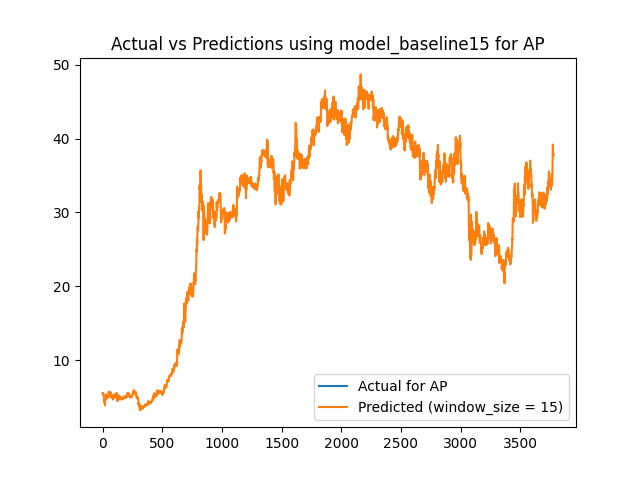 Actual vs Predictions using model_baseline15 for AP
50
40
30
20
10
Actual for AP
Predicted (window_size = 15)
0 500 1000 1500 2000 2500 3000 3500